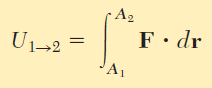 U₁→₂ = ∫_{A₁}^{A₂} F · dr